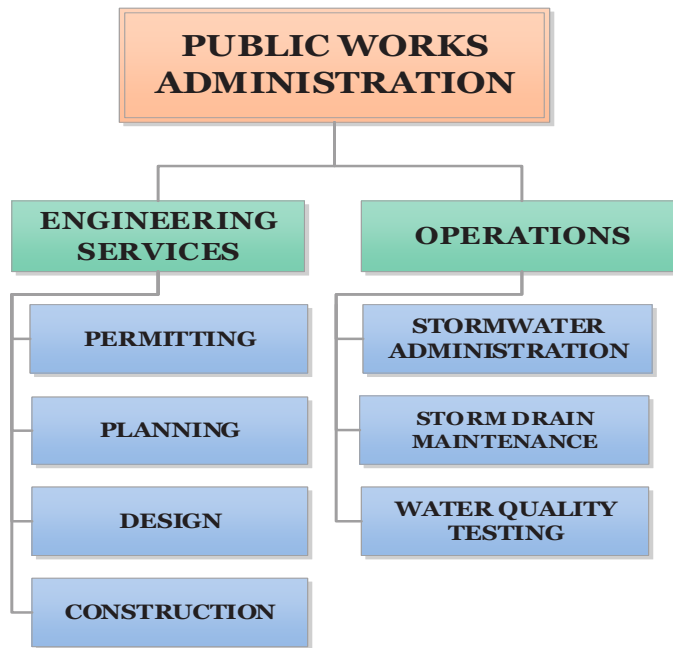 PUBLIC WORKS
ADMINISTRATION
ENGINEERING
SERVICES
PERMITTING
PLANNING
DESIGN
CONSTRUCTION
OPERATIONS
STORMWATER
ADMINISTRATION
STORM DRAIN
MAINTENANCE
WATER QUALITY
TESTING